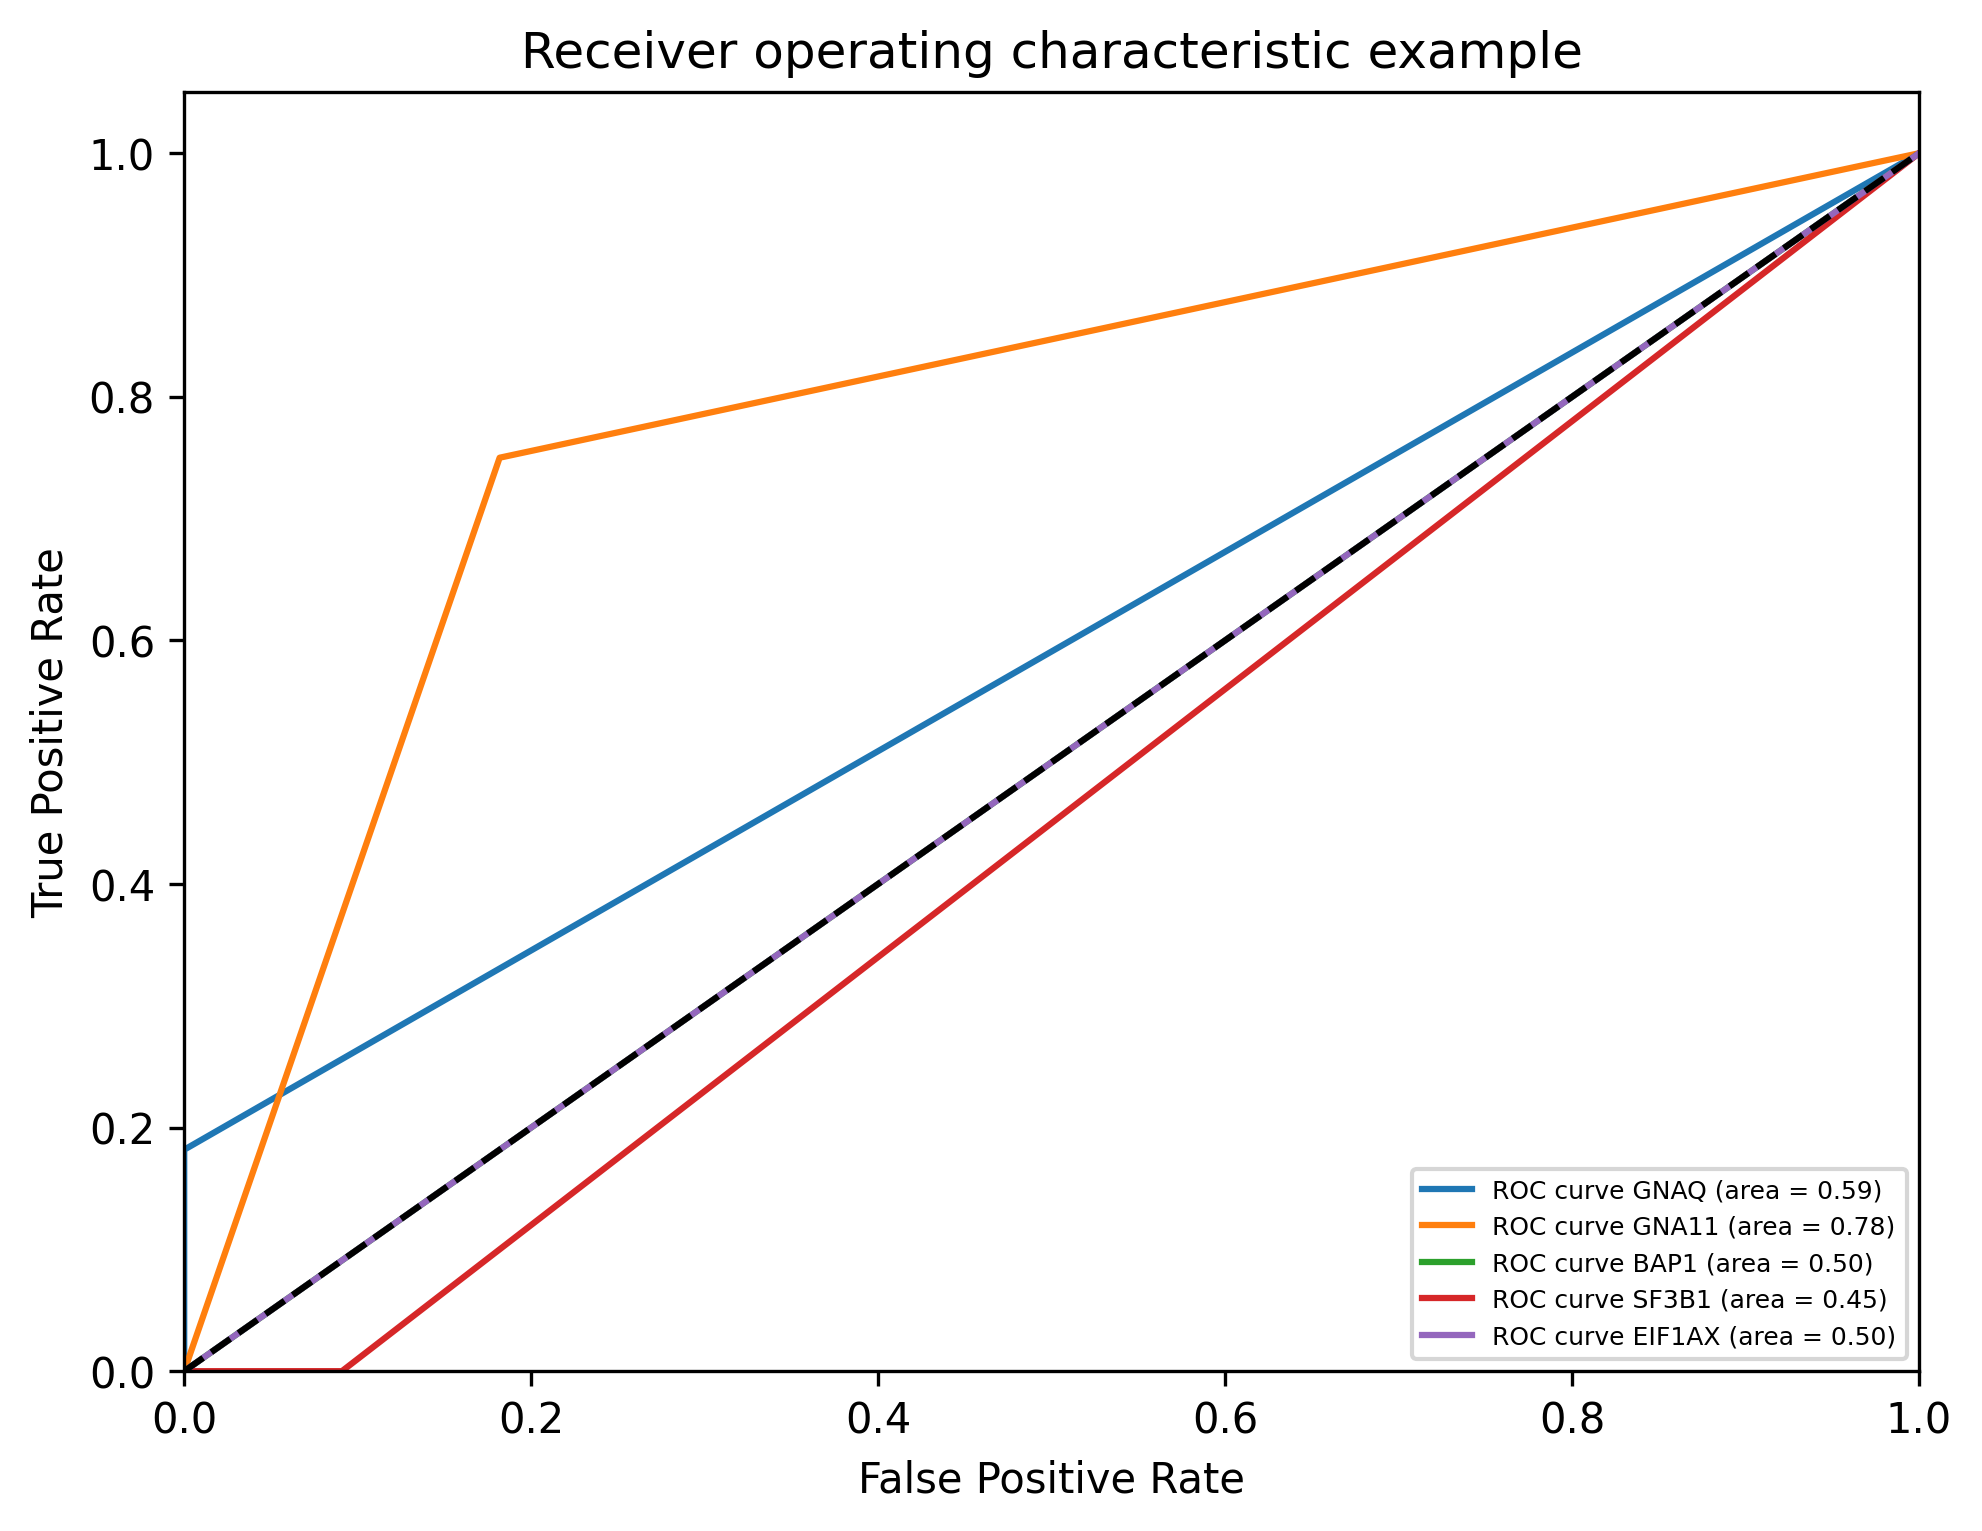 Receiver operating characteristic example
True Positive Rate
1.0
0.8
0.6
0.4
0.2
0.0
ROC curve GNAQ (area = 0.59)
ROC curve GNA11 (area = 0.78)
ROC curve BAP1 (area = 0.50)
ROC curve SF3B1 (area = 0.45)
ROC curve EIF1AX (area = 0.50)
0.0 0.2 0.4 0.6 0.8 1.0
False Positive Rate